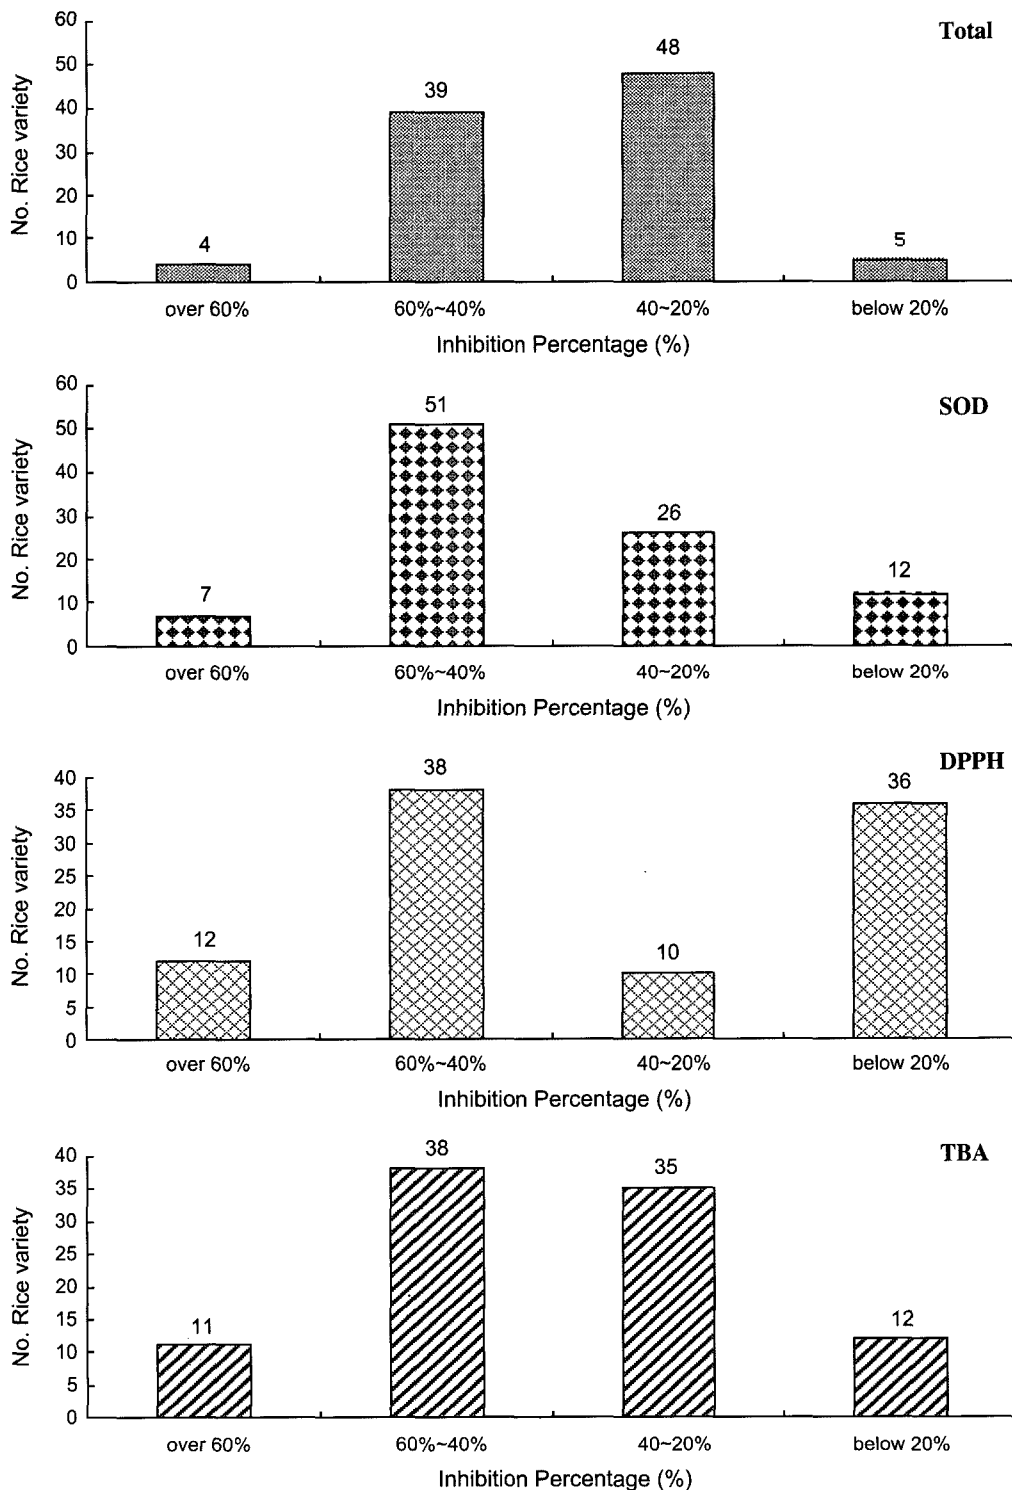 Total
No. Rice variety
60
50
40
30
20
10
0
4
39
48
5
over 60%
60%~40%
40~20%
below 20%
Inhibition Percentage (%)
SOD
No. Rice variety
60
50
40
30
20
10
0
7
51
26
12
over 60%
60%~40%
40~20%
below 20%
Inhibition Percentage (%)
DPPH
No. Rice variety
40
35
30
25
20
15
10
5
0
12
38
10
36
over 60%
60%~40%
40~20%
below 20%
Inhibition Percentage (%)
TBA
No. Rice variety
40
35
30
25
20
15
10
5
0
11
38
35
12
over 60%
60%~40%
40~20%
below 20%
Inhibition Percentage (%)